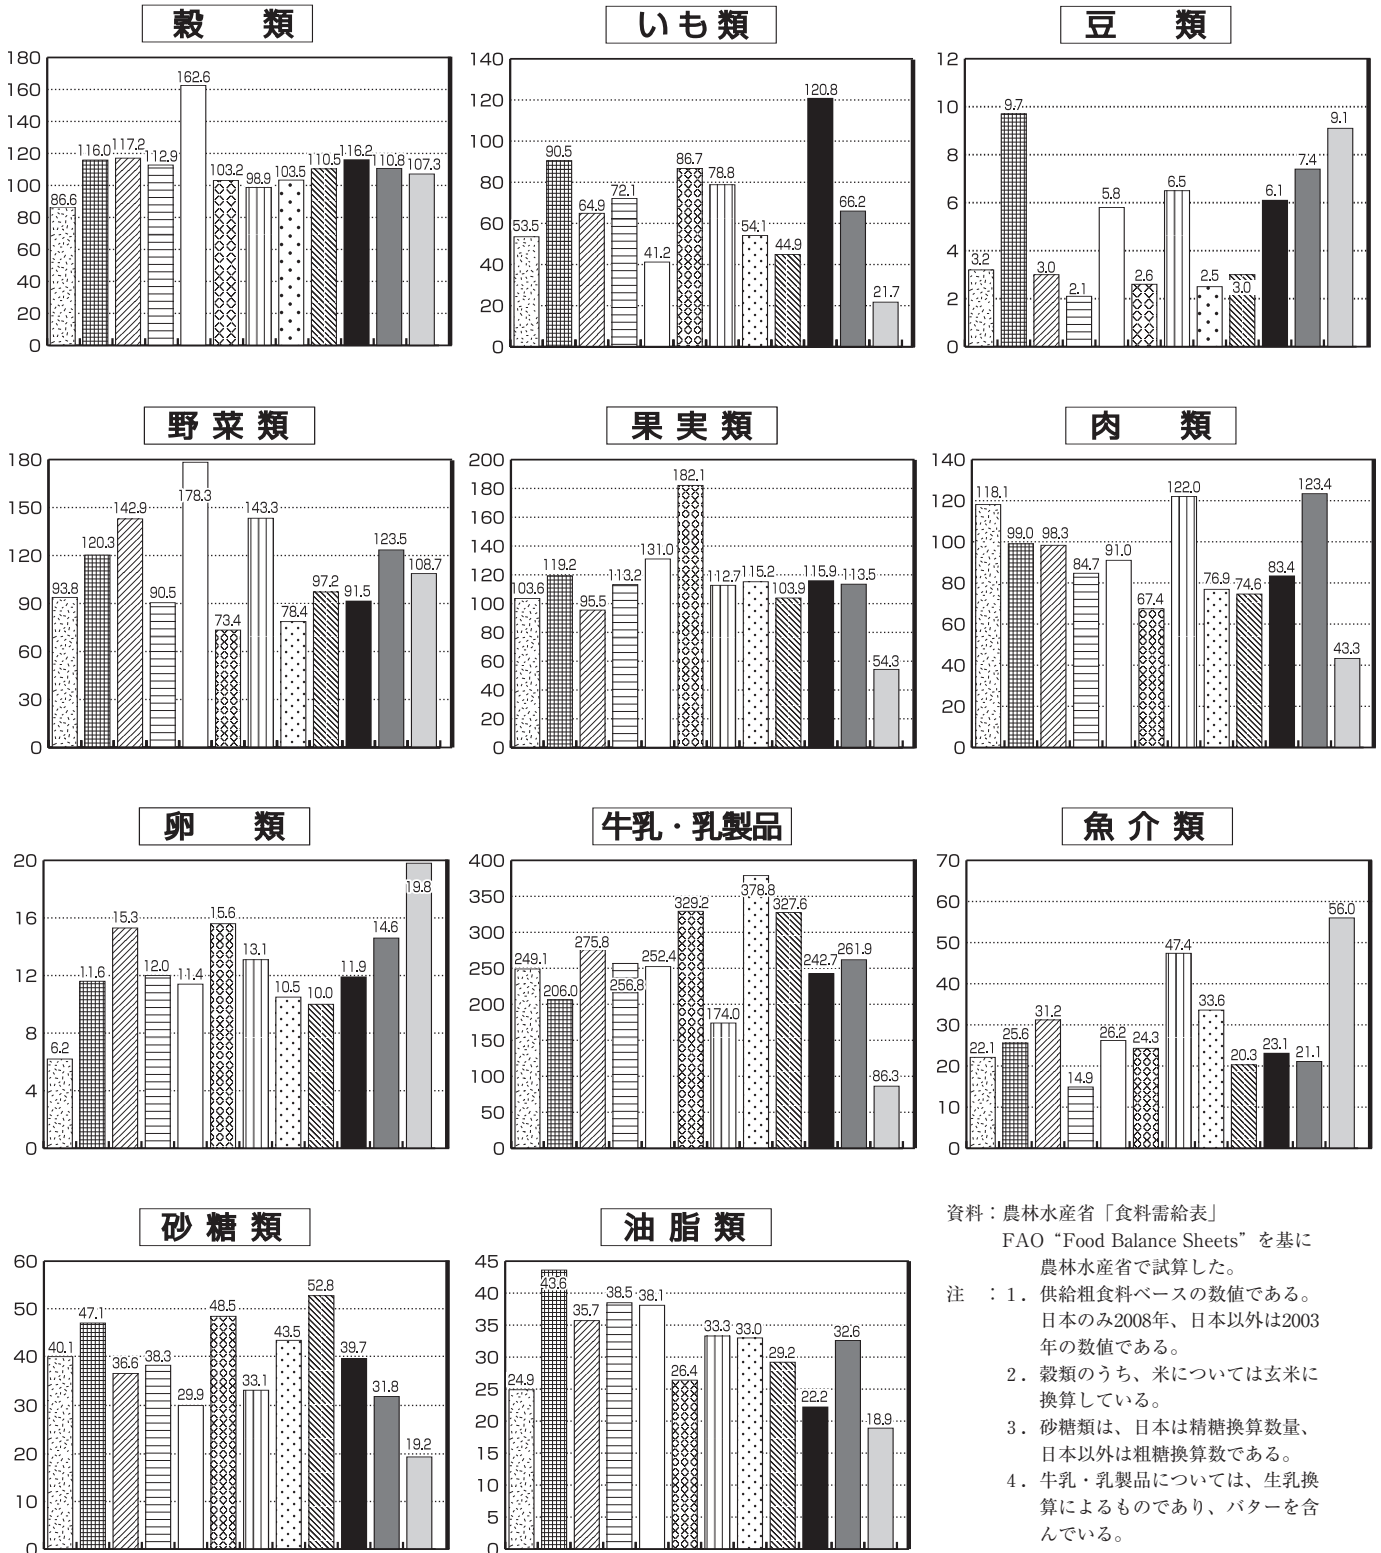 穀　類
180
160
140
120
100
80
60
40
20
0
86.6 116.0 117.2 112.9 162.6 103.2 98.9 103.5 110.5 116.2 110.8 107.3
いも類
140
120
100
80
60
40
20
0
53.5 90.5 64.9 72.1 41.2 86.7 78.8 54.1 44.9 120.8 66.2 21.7
豆　類
12
10
8
6
4
2
0
3.2 9.7 3.0 2.1 5.8 2.6 6.5 2.5 3.0 6.1 7.4 9.1
野菜類
180
150
120
90
60
30
0
93.8 120.3 142.9 90.5 178.3 73.4 143.3 78.4 97.2 91.5 123.5 108.7
果実類
200
180
160
140
120
100
80
60
40
20
0
103.6 119.2 95.5 113.2 131.0 182.1 112.7 115.2 103.9 115.9 113.5 54.3
肉　類
140
120
100
80
60
40
20
0
118.1 99.0 98.3 84.7 91.0 67.4 122.0 76.9 74.6 83.4 123.4 43.3
卵　類
20
16
12
8
4
0
6.2 11.6 15.3 12.0 11.4 15.6 13.1 10.5 10.0 11.9 14.6 19.8
牛乳・乳製品
400
350
300
250
200
150
100
50
0
249.1 206.0 275.8 256.8 252.4 329.2 174.0 378.8 327.6 242.7 261.9 86.3
魚介類
70
60
50
40
30
20
10
0
22.1 25.6 31.2 14.9 26.2 24.3 47.4 33.6 20.3 23.1 21.1 56.0
砂糖類
60
50
40
30
20
10
0
40.1 47.1 36.6 38.3 29.9 48.5 33.1 43.5 52.8 39.7 31.8 19.2
油脂類
45
40
35
30
25
20
15
10
5
0
24.9 43.6 35.7 38.5 38.1 26.4 33.3 33.0 29.2 22.2 32.6 18.9
資料：農林水産省「食料需給表」
FAO“Food Balance Sheets”を基に
農林水産省で試算した。
注　：1．供給粗食料ベースの数値である。
日本のみ2008年、日本以外は2003
年の数値である。
2．穀類のうち、米については玄米に
換算している。
3．砂糖類は、日本は精糖換算数量、
日本以外は粗糖換算数である。
4．牛乳・乳製品については、生乳換
算によるものであり、バターを含
んでいる。